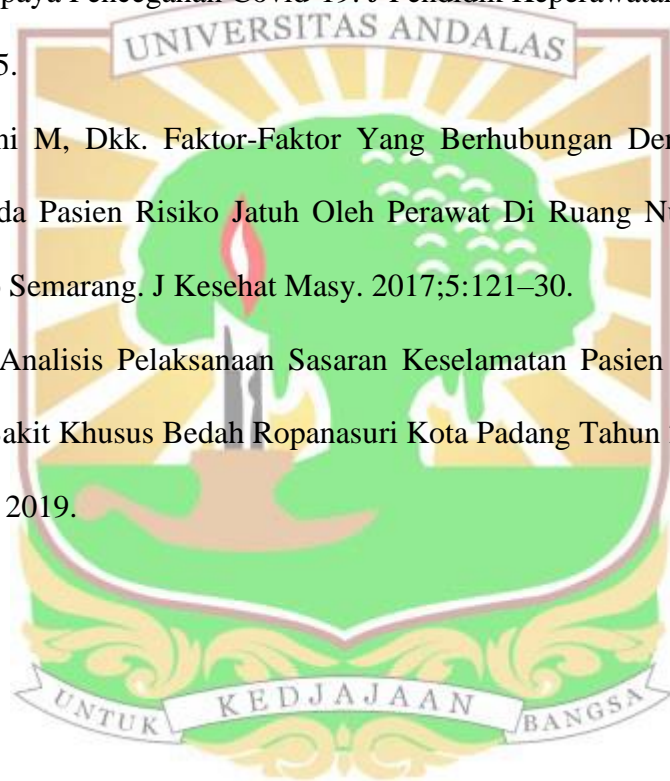 paya Pencegahan Covid-19. J Pendidik Keperawatan
UNIVERSITAS ANDALAS
5.
ni M, Dkk. Faktor-Faktor Yang Berhubungan Den
da Pasien Risiko Jatuh Oleh Perawat Di Ruang Nu
Semarang. J Kesehat Masy. 2017;5:121–30.
Analisis Pelaksanaan Sasaran Keselamatan Pasien
akit Khusus Bedah Ropanasuri Kota Padang Tahun
2019.
UNTUK KEDJAJAAN BANGSA